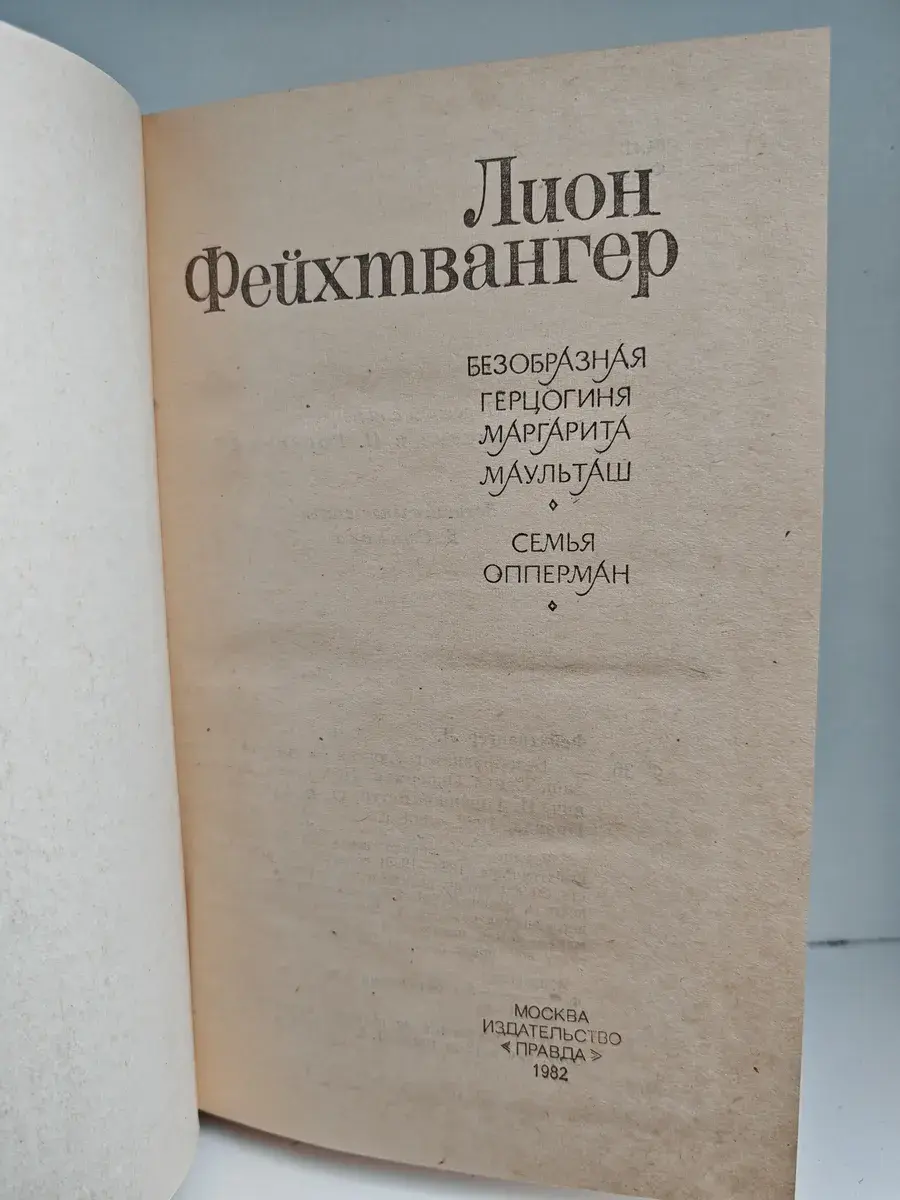 Лион
Фейхтвангер
БЕЗОБРАЗНАЯ
ГЕРЦОГИНЯ
МАРГАРИТА
МАУЛЬТАШ
СЕМЬЯ
ОППЕРМАН
МОСКВА
ИЗДАТЕЛЬСТВО
«ПРАВДА»
1982